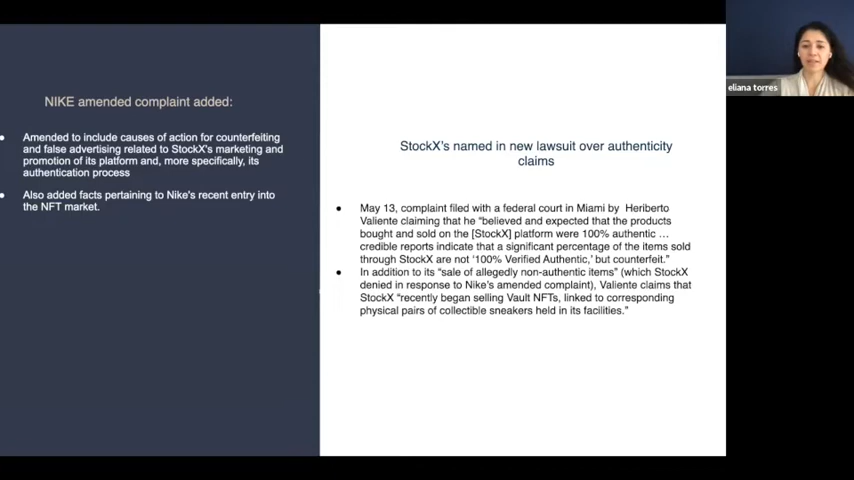 NIKE amended complaint added:
● Amended to include causes of action for counterfeiting
and false advertising related to StockX's marketing and
promotion of its platform and, more specifically, its
authentication process
● Also added facts pertaining to Nike's recent entry into
the NFT market.
StockX's named in new lawsuit over authenticity
claims
● May 13, complaint filed with a federal court in Miami by Heriberto
Valiente claiming that he “believed and expected that the products
bought and sold on the [StockX] platform were 100% authentic …
credible reports indicate that a significant percentage of the items sold
through StockX are not ‘100% Verified Authentic,’ but counterfeit.”
● In addition to its “sale of allegedly non-authentic items” (which StockX
denied in response to Nike’s amended complaint), Valiente claims that
StockX “recently began selling Vault NFTs, linked to corresponding
physical pairs of collectible sneakers held in its facilities.”
eliana torres